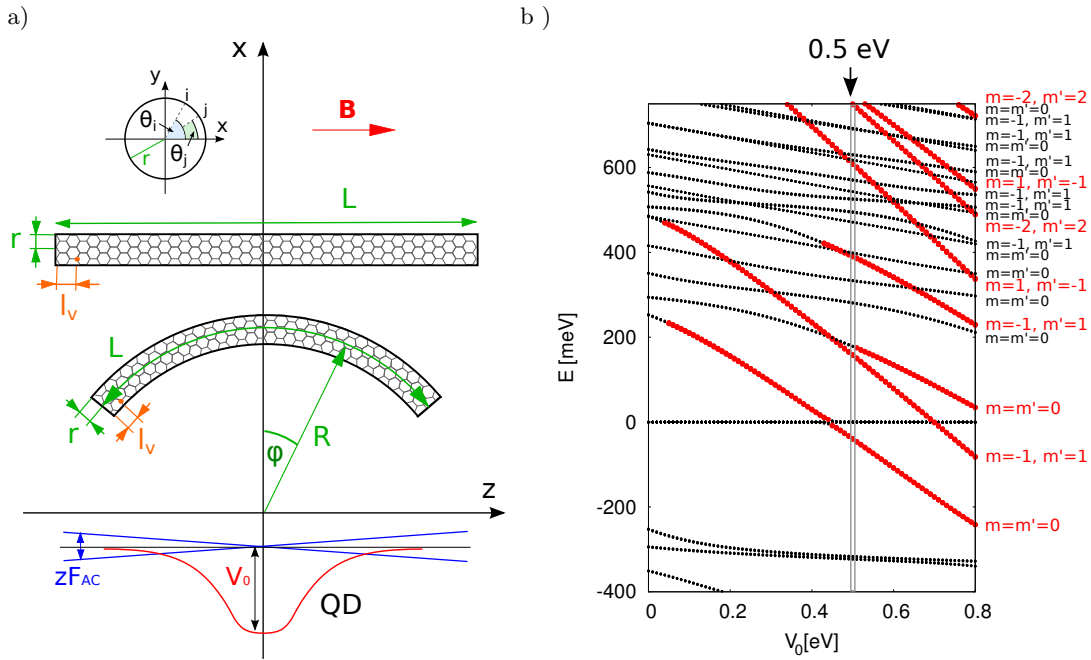 a)
x
y
i
j
θi
x
θj
r
B
L
r
lv
L
r
lv
R
φ
z
zFAC
V0
QD
b )
0.5 eV
E [meV]
600
400
200
0
-200
-400
0
0.2
0.4
0.6
0.8
V0[eV]
m=-2, m'=2
m=m'=0
m=-1, m'=1
m=-1, m'=1
m=m'=0
m=-1, m'=1
m=m'=0
m=1, m'=-1
m=-1, m'=1
m=-1, m'=1
m=m'=0
m=-2, m'=2
m=-1, m'=1
m=m'=0
m=m'=0
m=1, m'=-1
m=m'=0
m=-1, m'=1
m=m'=0
m=m'=0
m=-1, m'=1
m=m'=0